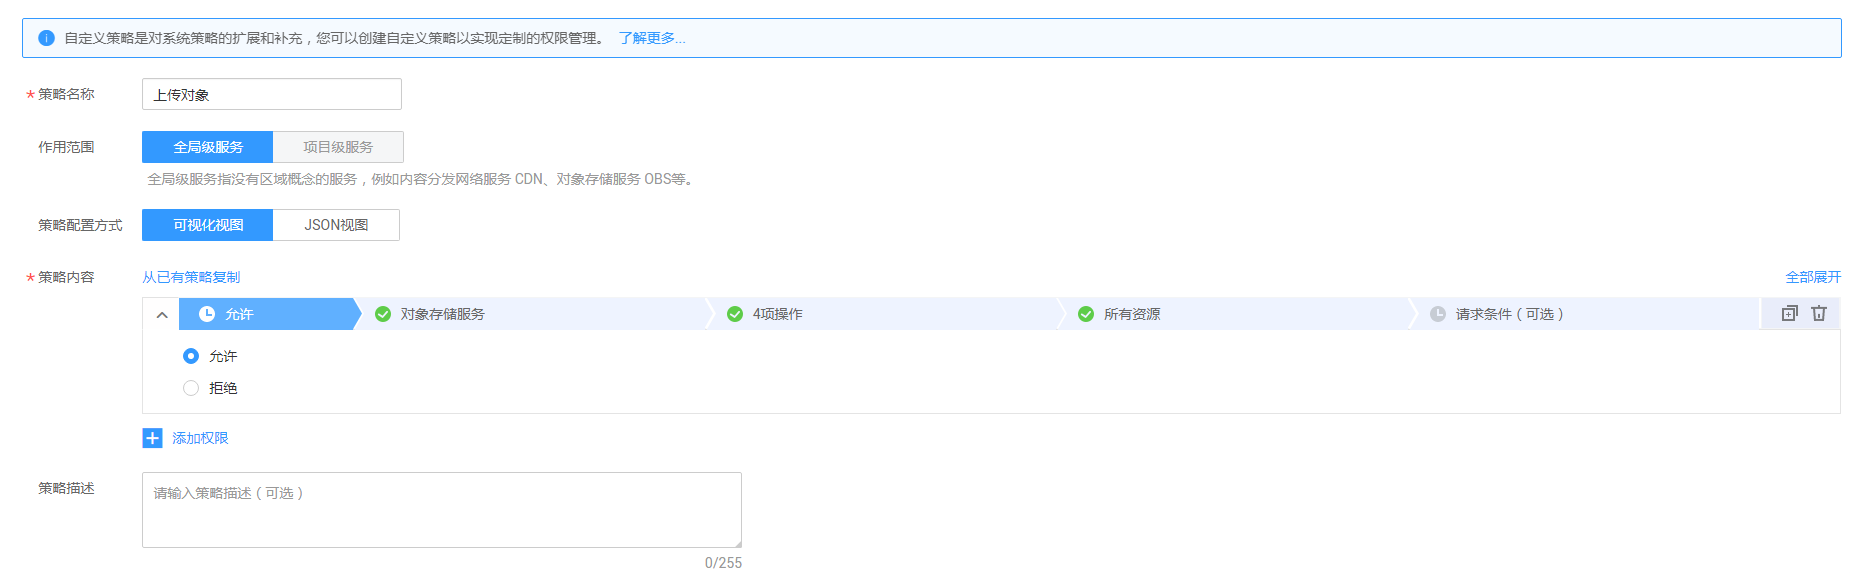 自定义策略是对系统策略的扩展和补充，您可以创建自定义策略以实现定制的权限管理。 了解更多...
* 策略名称 上传对象
作用范围 全局级服务 项目级服务
全局级服务指没有区域概念的服务，例如内容分发网络服务 CDN、对象存储服务 OBS等。
策略配置方式 可视化视图 JSON视图
* 策略内容 从已有策略复制 全部展开
允许 对象存储服务 4项操作 所有资源 请求条件（可选）
允许
拒绝
添加权限
策略描述 请输入策略描述（可选）
0/255